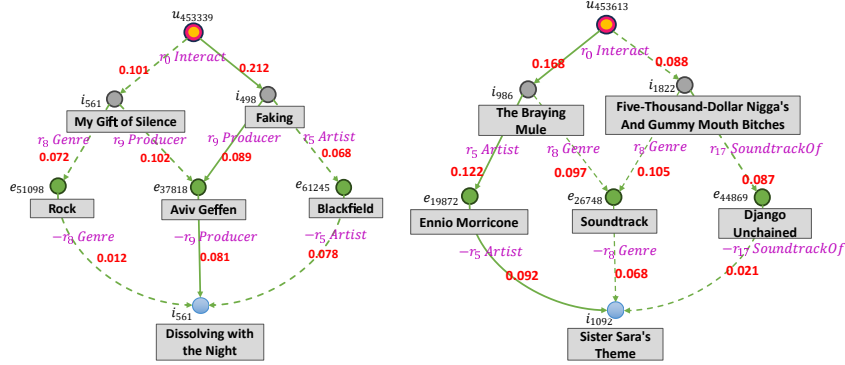 u453339
r0 Interact
0.101
0.212
i561
My Gift of Silence
i498
Faking
r8 Genre
0.072
r9 Producer
0.102
r9 Producer
0.089
r5 Artist
0.068
e51098
Rock
e37818
Aviv Geffen
e61245
Blackfield
−r8 Genre
0.012
−r9 Producer
0.081
−r5 Artist
0.078
i561
Dissolving with
the Night
u453613
r0 Interact
0.168
0.088
i986
The Braying
Mule
i1822
Five-Thousand-Dollar Nigga's
And Gummy Mouth Bitches
r5 Artist
0.122
r8 Genre
0.097
r8 Genre
0.105
r17 SoundtrackOf
0.087
e19872
Ennio Morricone
e26748
Soundtrack
e44869
Django
Unchained
−r5 Artist
0.092
−r8 Genre
0.068
−r17 SoundtrackOf
0.021
i1092
Sister Sara's
Theme